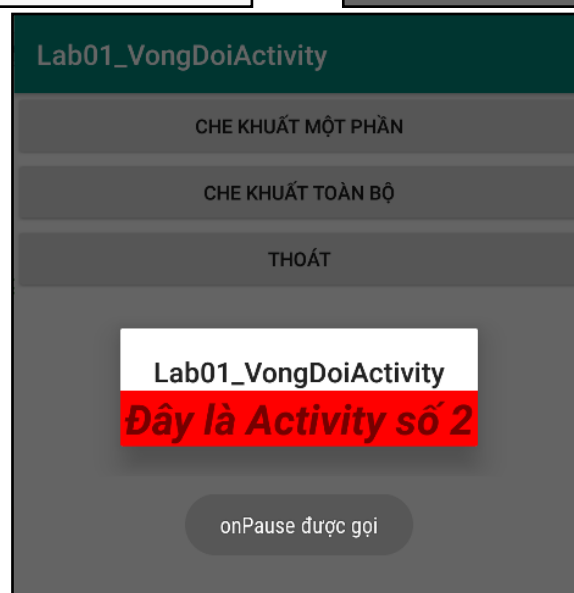 Lab01_VongDoiActivity
CHE KHUẤT MỘT PHẦN
CHE KHUẤT TOÀN BỘ
THOÁT
Lab01_VongDoiActivity
Đây là Activity số 2
onPause được gọi